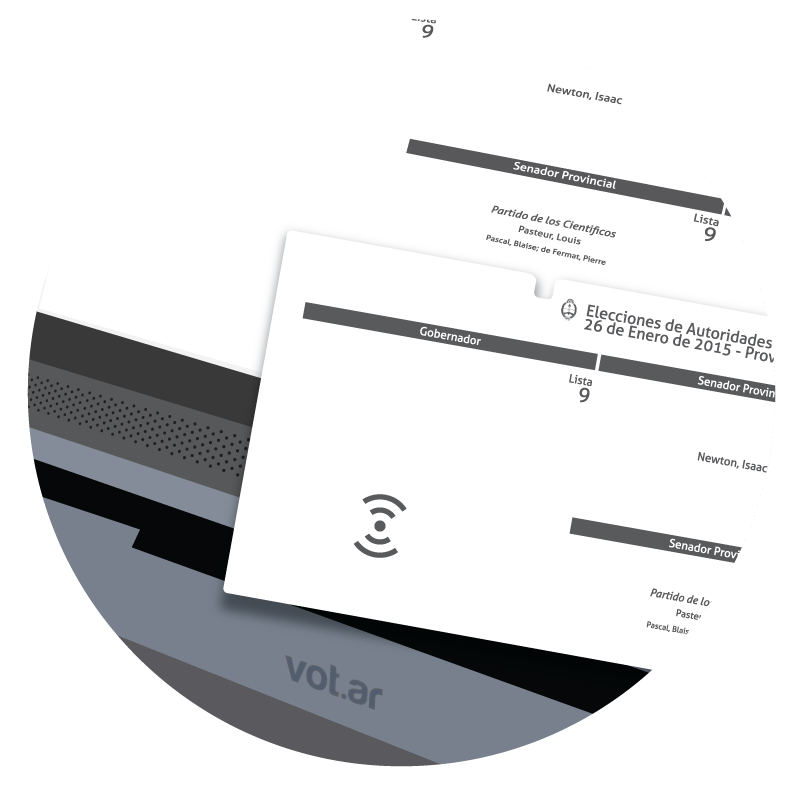 Lista
9
Newton, Isaac
Senador Provincial
Lista
9
Partido de los Cientificos
Pasteur, Louis
Pascal, Blaise; de Fermat, Pierre
Elecciones de Autoridades
26 de Enero de 2015 - Prov
Gobernador
Senador Provin
Lista
9
Newton, Isaac
Senador Provi
Partido de lo
Paste
Pascal, Blais
vot.ar